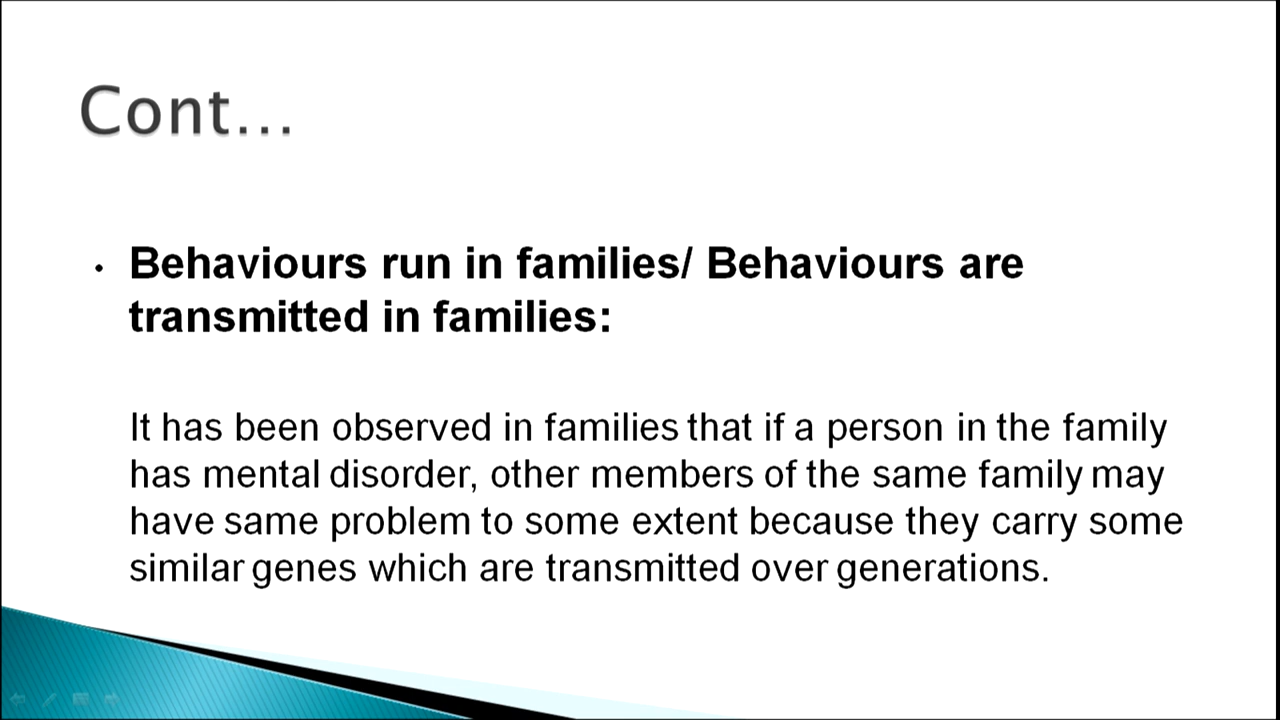 Cont...
• Behaviours run in families/ Behaviours are
transmitted in families:
It has been observed in families that if a person in the family
has mental disorder, other members of the same family may
have same problem to some extent because they carry some
similar genes which are transmitted over generations.